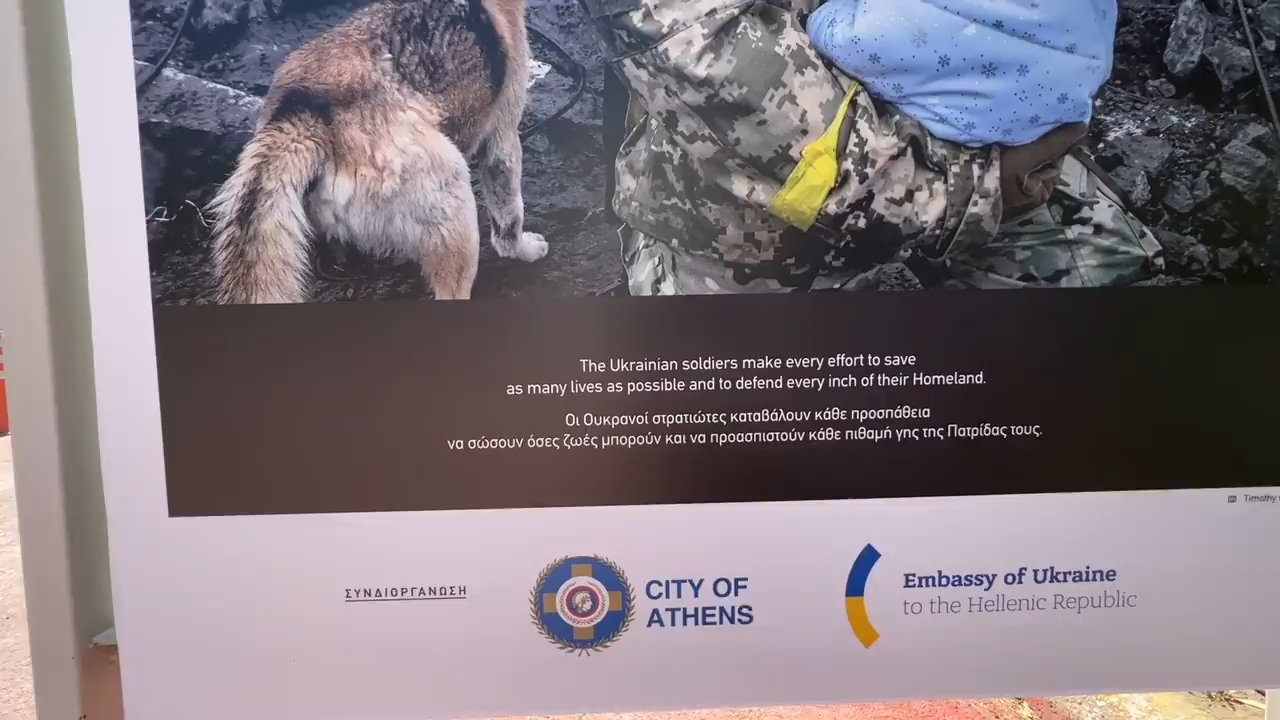 The Ukrainian soldiers make every effort to save
as many lives as possible and to defend every inch of their Homeland.
Οι Ουκρανοί στρατιώτες καταβάλουν κάθε προσπάθεια
να σώσουν όσες ζωές μπορούν και να προασπιστούν κάθε πιθαμή γης της Πατρίδας τους.
Timothy
ΣΥΝΔΙΟΡΓΑΝΩΣΗ
CITY OF
ATHENS
Embassy of Ukraine
to the Hellenic Republic